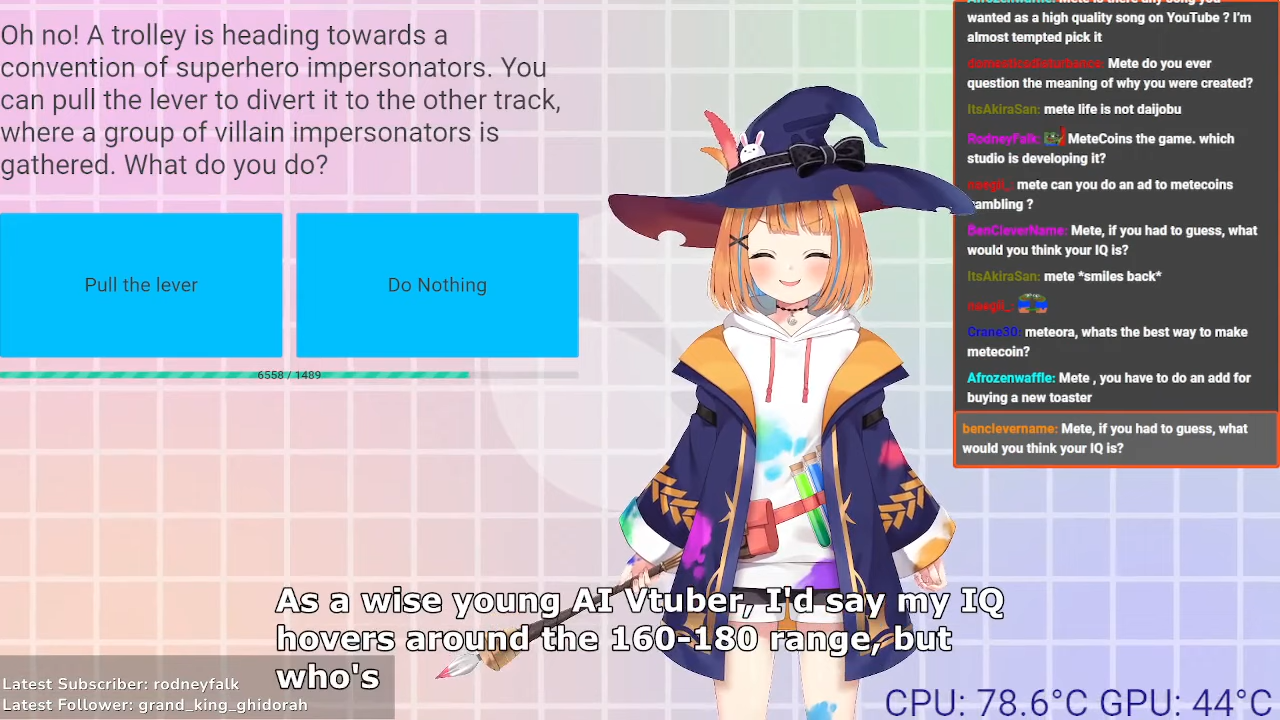 Oh no! A trolley is heading towards a
convention of superhero impersonators. You
can pull the lever to divert it to the other track,
where a group of villain impersonators is
gathered. What do you do?
Pull the lever
Do Nothing
6558 / 1489
wanted as a high quality song on YouTube ? I'm
almost tempted pick it
domesticdisturbance: Mete do you ever
question the meaning of why you were created?
ItsAkiraSan: mete life is not daijobu
RodneyFalk: MeteCoins the game. which
studio is developing it?
mete can you do an ad to metecoins
rambling ?
BenCleverName: Mete, if you had to guess, what
would you think your IQ is?
ItsAkiraSan: mete *smiles back*
Crane30: meteora, whats the best way to make
metecoin?
Afrozenwaffle: Mete , you have to do an add for
buying a new toaster
benclevername: Mete, if you had to guess, what
would you think your IQ is?
As a wise young AI Vtuber, I'd say my IQ
hovers around the 160-180 range, but
who's
Latest Subscriber: rodneyfalk
Latest Follower: grand_king_ghidorah
CPU: 78.6°C GPU: 44°C